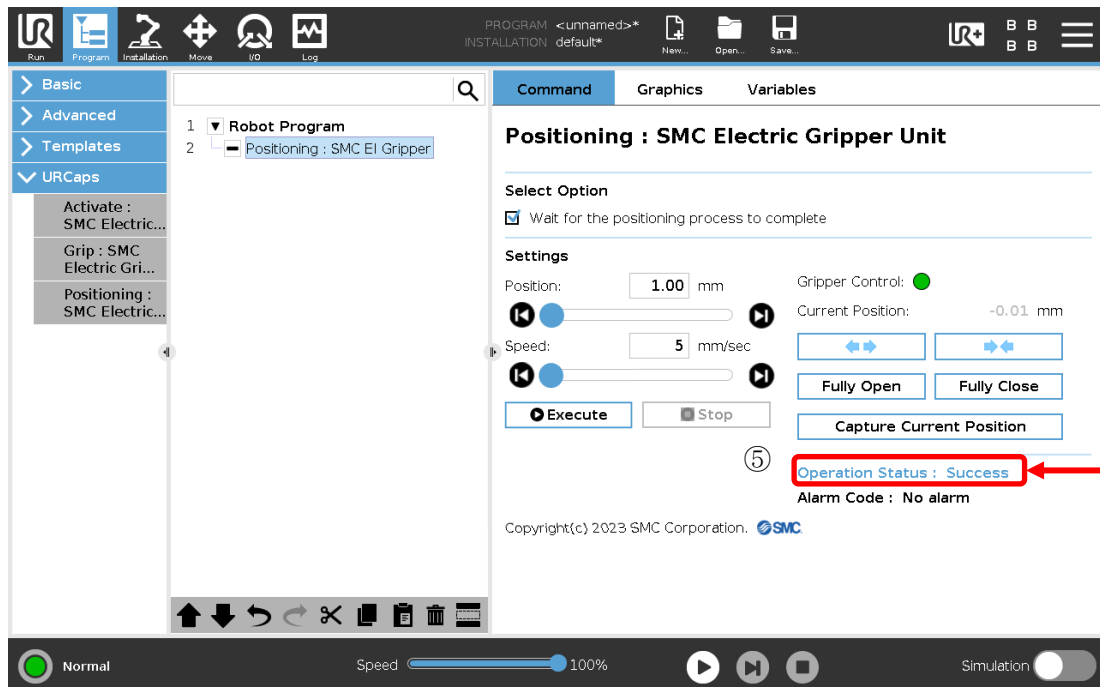 PROGRAM <unnamed>*
INSTALLATION default*
Run
Program
Installation
Move
I/O
Log
New...
Open...
Save...
UR+
B B
B B
Basic
Advanced
Templates
URCaps
Activate :
SMC Electric...
Grip : SMC
Electric Gri...
Positioning :
SMC Electric...
1 Robot Program
2 Positioning : SMC El Gripper
Command Graphics Variables
Positioning : SMC Electric Gripper Unit
Select Option
Wait for the positioning process to complete
Settings
Position: 1.00 mm
Speed: 5 mm/sec
Execute Stop
Gripper Control:
Current Position: -0.01 mm
Fully Open Fully Close
Capture Current Position
⑤
Operation Status : Success
Alarm Code : No alarm
Copyright(c) 2023 SMC Corporation. SMC.
Normal
Speed 100%
Simulation